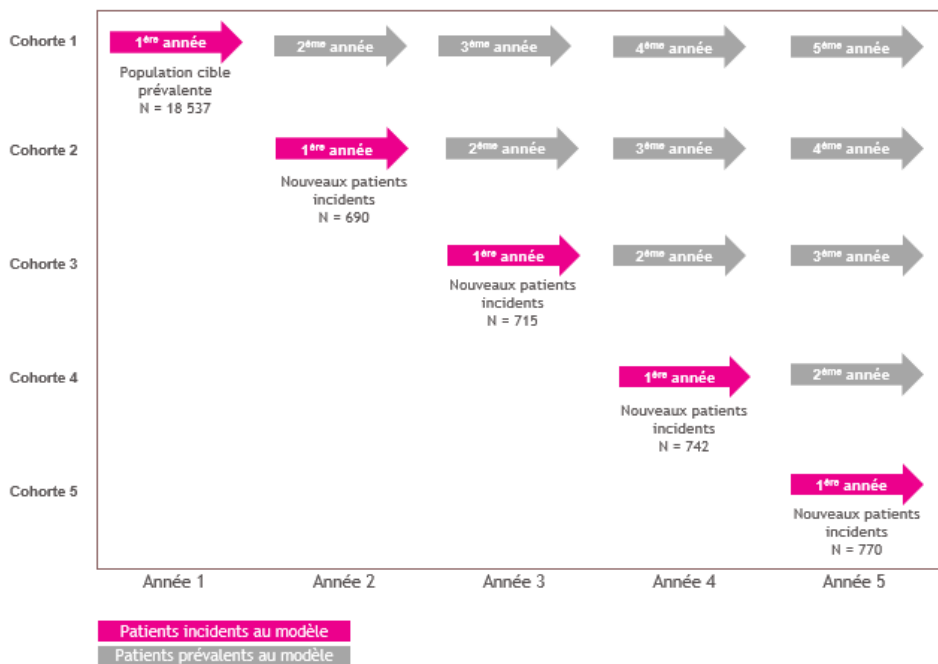 Cohorte 1
1ère année
2ème année
3ème année
4ème année
5ème année
Population cible
prévalente
N = 18 537
Cohorte 2
1ère année
2ème année
3ème année
4ème année
Nouveaux patients
incidents
N = 690
Cohorte 3
1ère année
2ème année
3ème année
Nouveaux patients
incidents
N = 715
Cohorte 4
1ère année
2ème année
Nouveaux patients
incidents
N = 742
Cohorte 5
1ère année
Nouveaux patients
incidents
N = 770
Année 1
Année 2
Année 3
Année 4
Année 5
Patients incidents au modèle
Patients prévalents au modèle